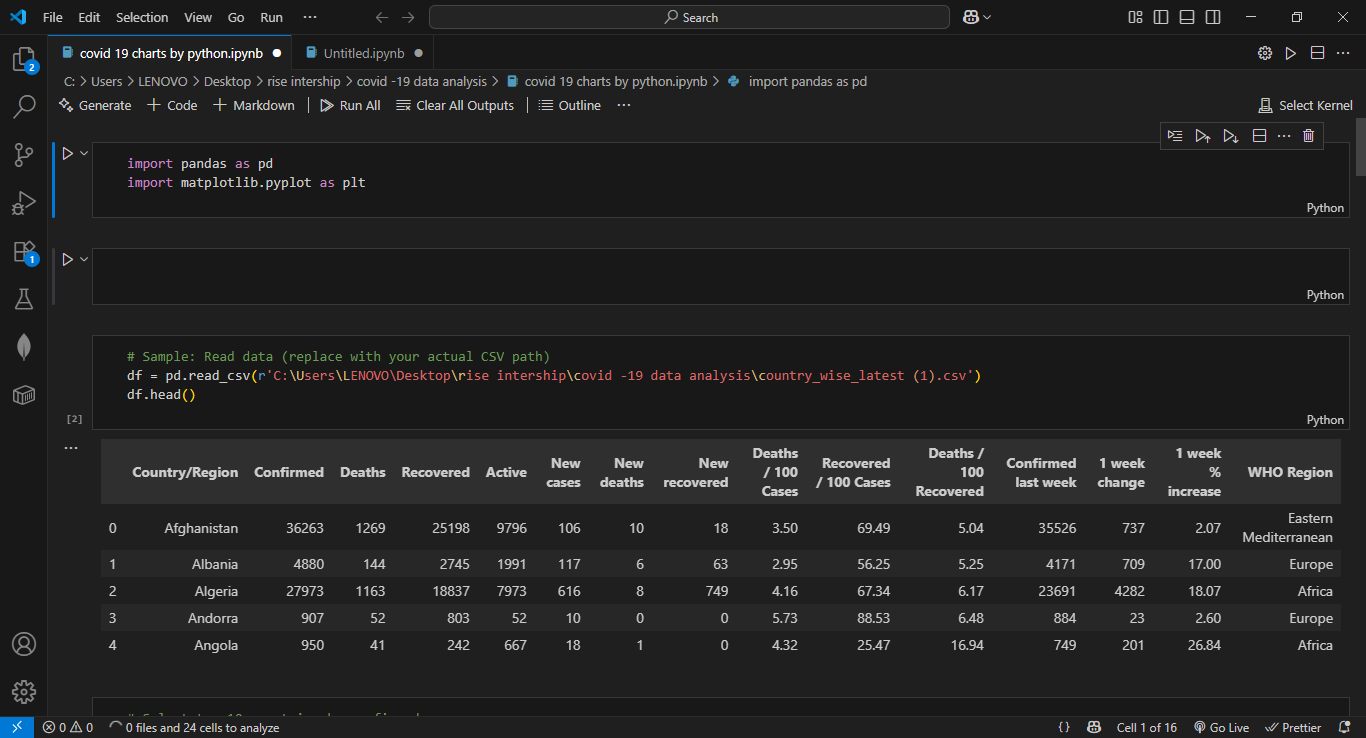 File Edit Selection View Go Run ··· Search
covid 19 charts by python.ipynb Untitled.ipynb
C: > Users > LENOVO > Desktop > rise intership > covid -19 data analysis > covid 19 charts by python.ipynb > import pandas as pd
Generate + Code + Markdown Run All Clear All Outputs Outline ··· Select Kernel
import pandas as pd
import matplotlib.pyplot as plt
Python
Python
# Sample: Read data (replace with your actual CSV path)
df = pd.read_csv(r'C:\Users\LENOVO\Desktop\rise intership\covid -19 data analysis\country_wise_latest (1).csv')
df.head()
[2] Python
Country/Region Confirmed Deaths Recovered Active New cases New deaths New recovered Deaths / 100 Cases Recovered / 100 Cases Deaths / 100 Recovered Confirmed last week 1 week change 1 week % increase WHO Region
0 Afghanistan 36263 1269 25198 9796 106 10 18 3.50 69.49 5.04 35526 737 2.07 Eastern Mediterranean
1 Albania 4880 144 2745 1991 117 6 63 2.95 56.25 5.25 4171 709 17.00 Europe
2 Algeria 27973 1163 18837 7973 616 8 749 4.16 67.34 6.17 23691 4282 18.07 Africa
3 Andorra 907 52 803 52 10 0 0 5.73 88.53 6.48 884 23 2.60 Europe
4 Angola 950 41 242 667 18 1 0 4.32 25.47 16.94 749 201 26.84 Africa
2
1
0 0 0 files and 24 cells to analyze {} Cell 1 of 16 Go Live Prettier